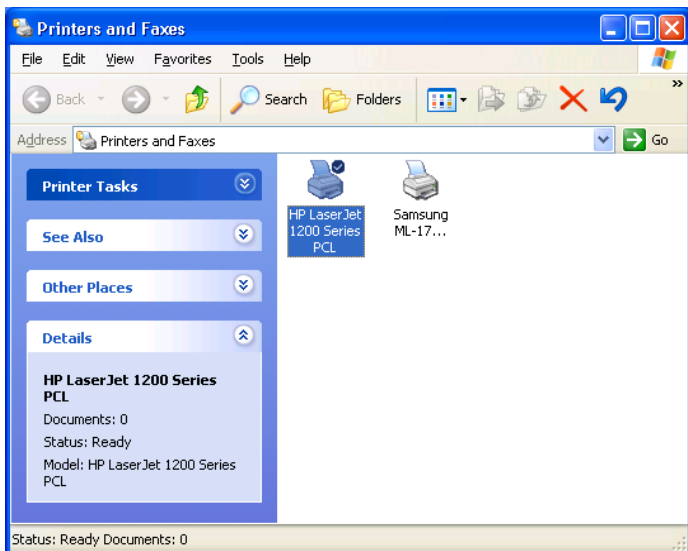 Printers and Faxes
File Edit View Favorites Tools Help
Back Search Folders »
Address Printers and Faxes Go
Printer Tasks
See Also
Other Places
Details
HP LaserJet 1200 Series
PCL
Documents: 0
Status: Ready
Model: HP LaserJet 1200 Series
PCL
HP LaserJet
1200 Series
PCL
Samsung
ML-17...
Status: Ready Documents: 0